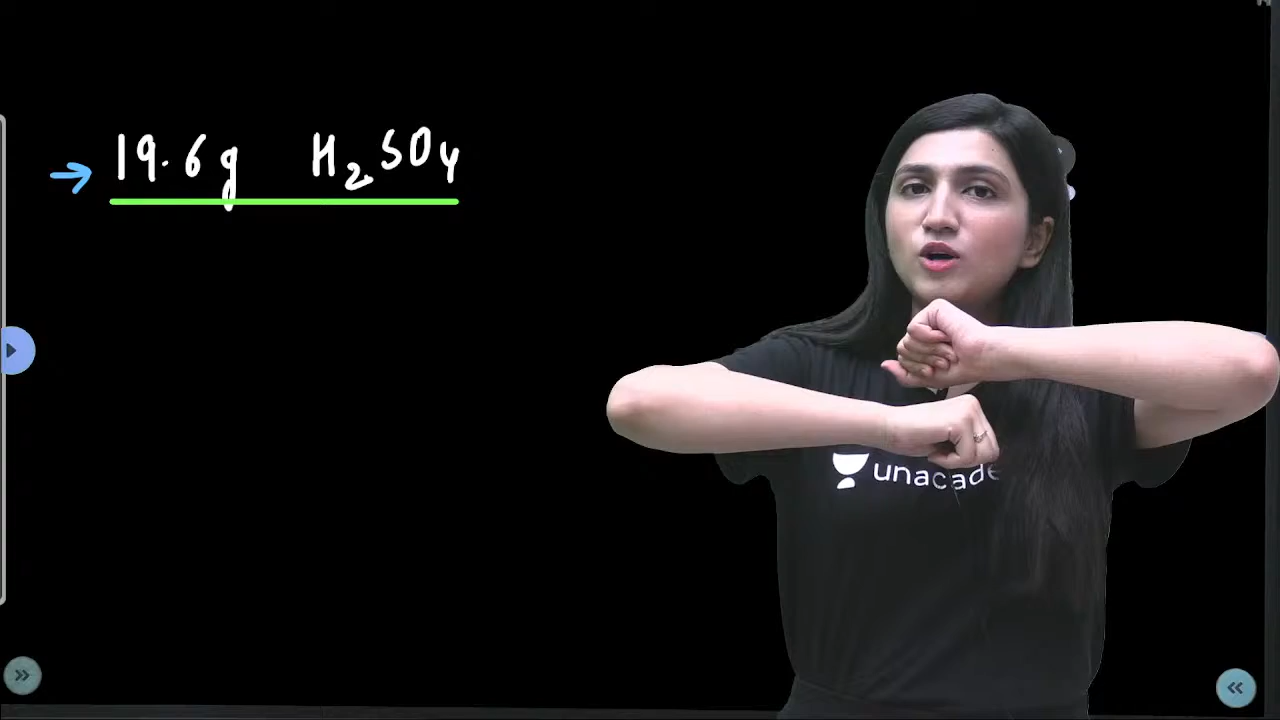 → 19.6g H₂SO₄
unacade